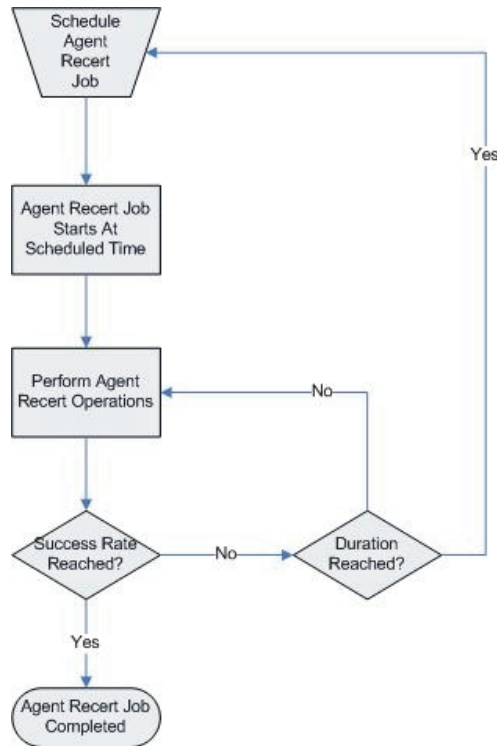 Schedule
Agent
Recert
Job
Yes
Agent Recert Job
Starts At
Scheduled Time
Perform Agent
Recert Operations
No
Success Rate
Reached?
No
Duration
Reached?
Yes
Agent Recert Job
Completed